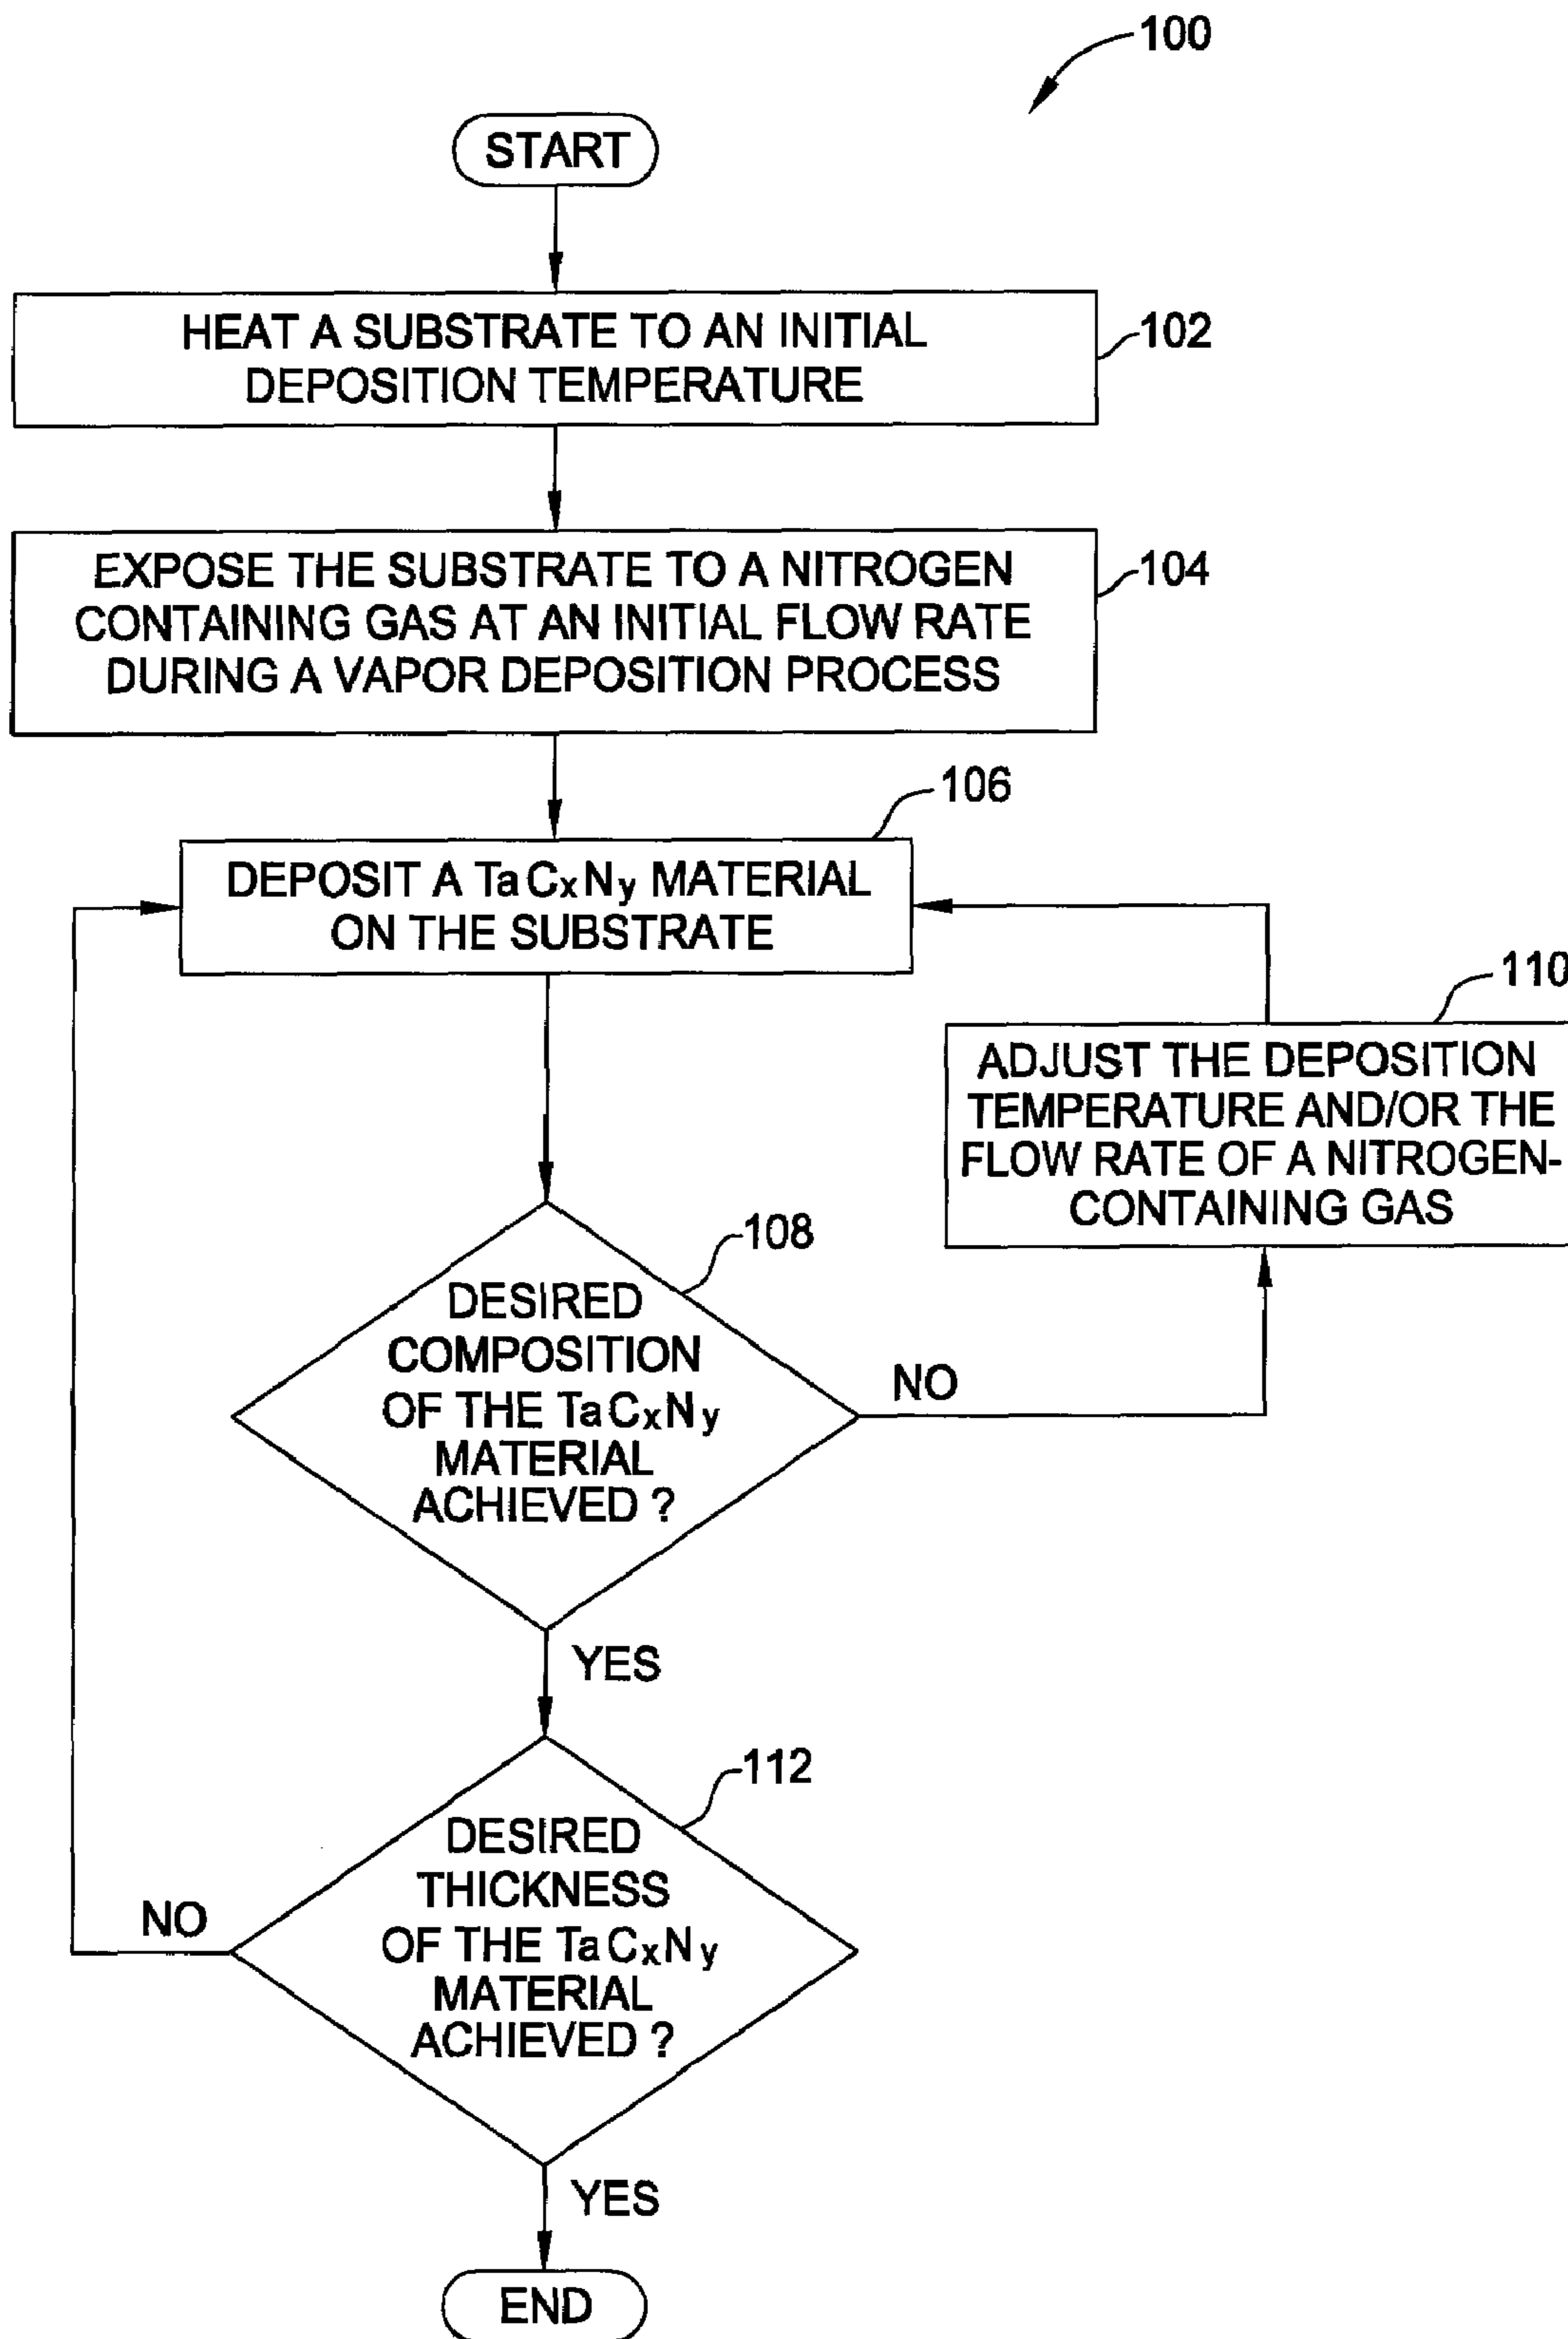 100
START
HEAT A SUBSTRATE TO AN INITIAL
DEPOSITION TEMPERATURE
102
EXPOSE THE SUBSTRATE TO A NITROGEN
CONTAINING GAS AT AN INITIAL FLOW RATE
DURING A VAPOR DEPOSITION PROCESS
104
106
DEPOSIT A TaCxNy MATERIAL
ON THE SUBSTRATE
110
ADJUST THE DEPOSITION
TEMPERATURE AND/OR THE
FLOW RATE OF A NITROGEN-
CONTAINING GAS
108
DESIRED
COMPOSITION
OF THE TaCxNy
MATERIAL
ACHIEVED ?
NO
YES
112
DESIRED
THICKNESS
OF THE TaCxNy
MATERIAL
ACHIEVED ?
NO
YES
END